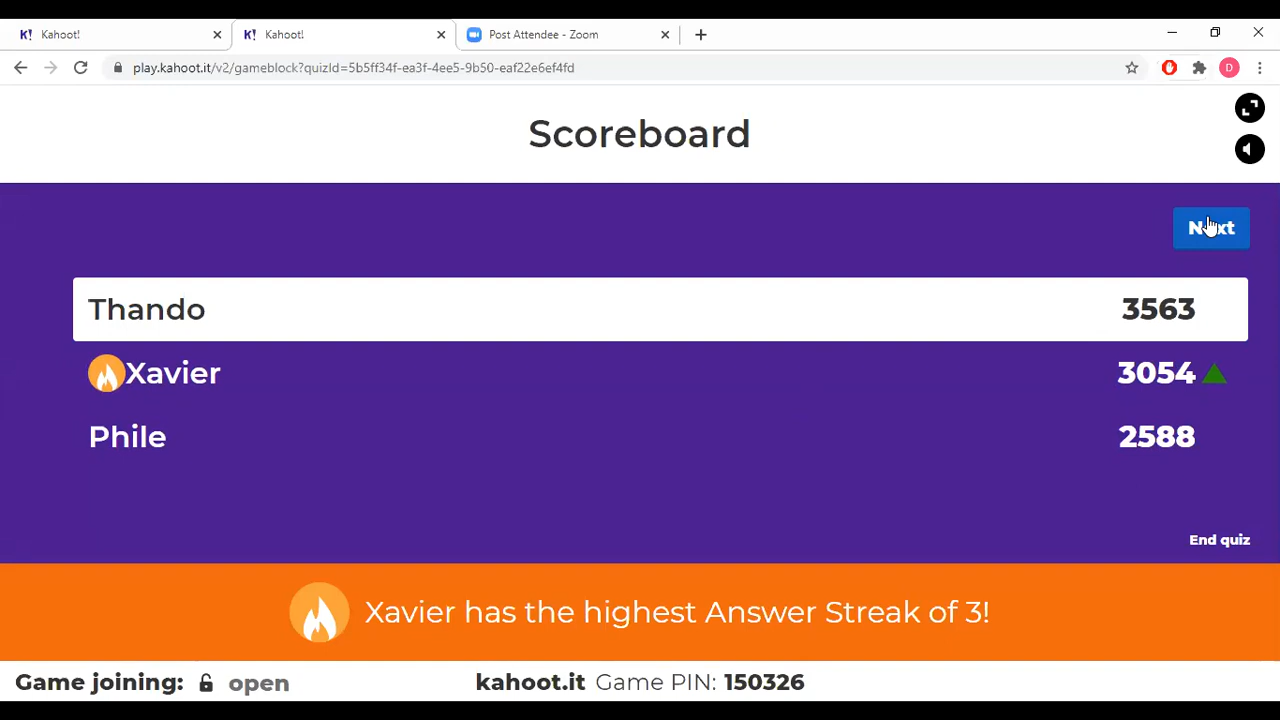 K! Kahoot!
K! Kahoot!
Post Attendee - Zoom
play.kahoot.it/v2/gameblock?quizId=5b5ff34f-ea3f-4ee5-9b50-eaf22e6ef4fd
D
Scoreboard
Next
Thando 3563
Xavier 3054
Phile 2588
End quiz
Xavier has the highest Answer Streak of 3!
Game joining: open kahoot.it Game PIN: 150326